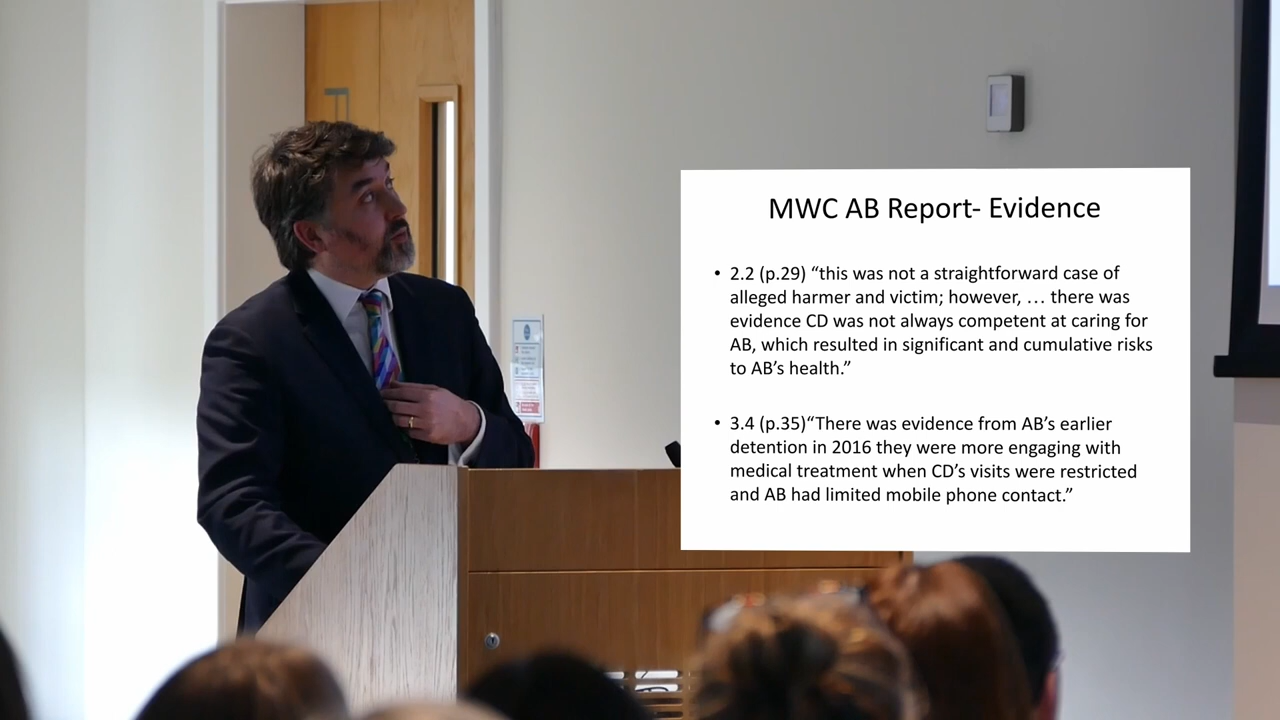 MWC AB Report- Evidence
• 2.2 (p.29) “this was not a straightforward case of
alleged harmer and victim; however, … there was
evidence CD was not always competent at caring for
AB, which resulted in significant and cumulative risks
to AB’s health.”
• 3.4 (p.35)“There was evidence from AB’s earlier
detention in 2016 they were more engaging with
medical treatment when CD’s visits were restricted
and AB had limited mobile phone contact.”